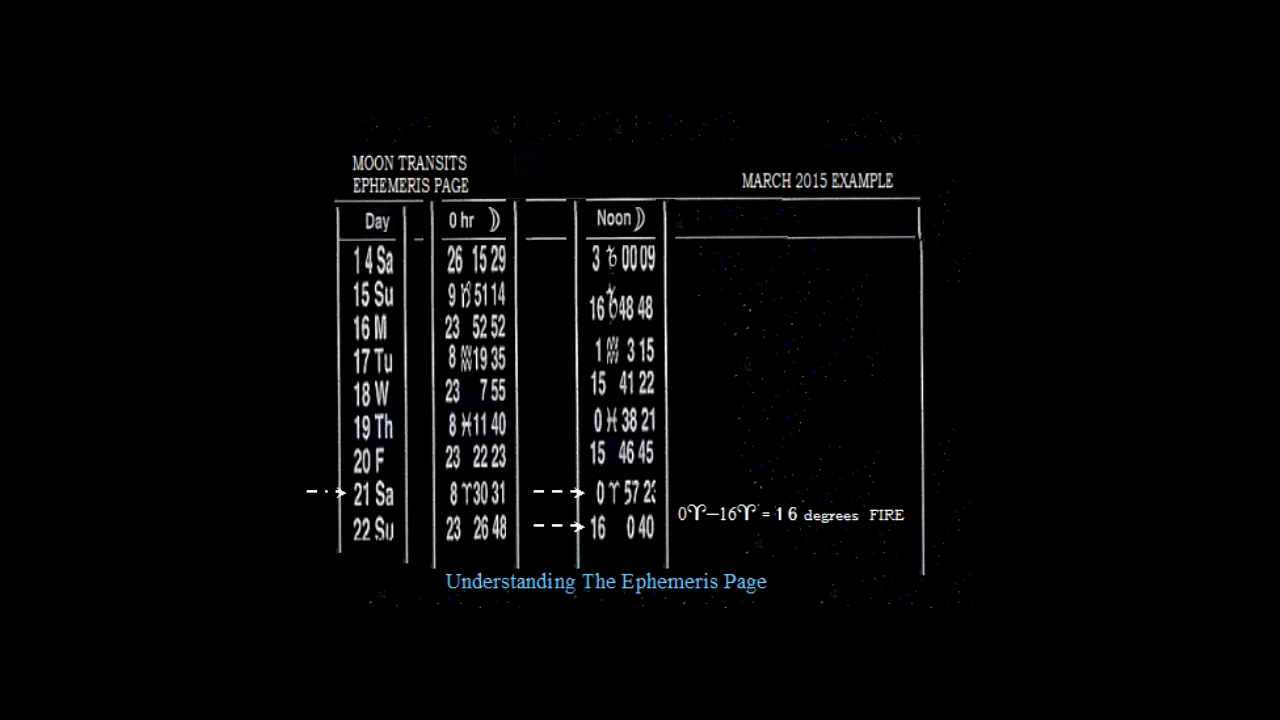 MOON TRANSITS
EPHEMERIS PAGE
MARCH 2015 EXAMPLE
Day 0 hr ☽ Noon ☽
14 Sa 26 15 29 3 ♑ 00 09
15 Su 9 ♑ 51 14 16 ♑ 48 48
16 M 23 52 52 1 ♒ 3 15
17 Tu 8 ♒ 19 35 15 41 22
18 W 23 7 55 0 ♓ 38 21
19 Th 8 ♓ 11 40 15 46 45
20 F 23 22 23 0 ♈ 57 23
21 Sa 8 ♈ 30 31 16 0 40
22 Su 23 26 48
0♈–16♈ = 16 degrees FIRE
Understanding The Ephemeris Page